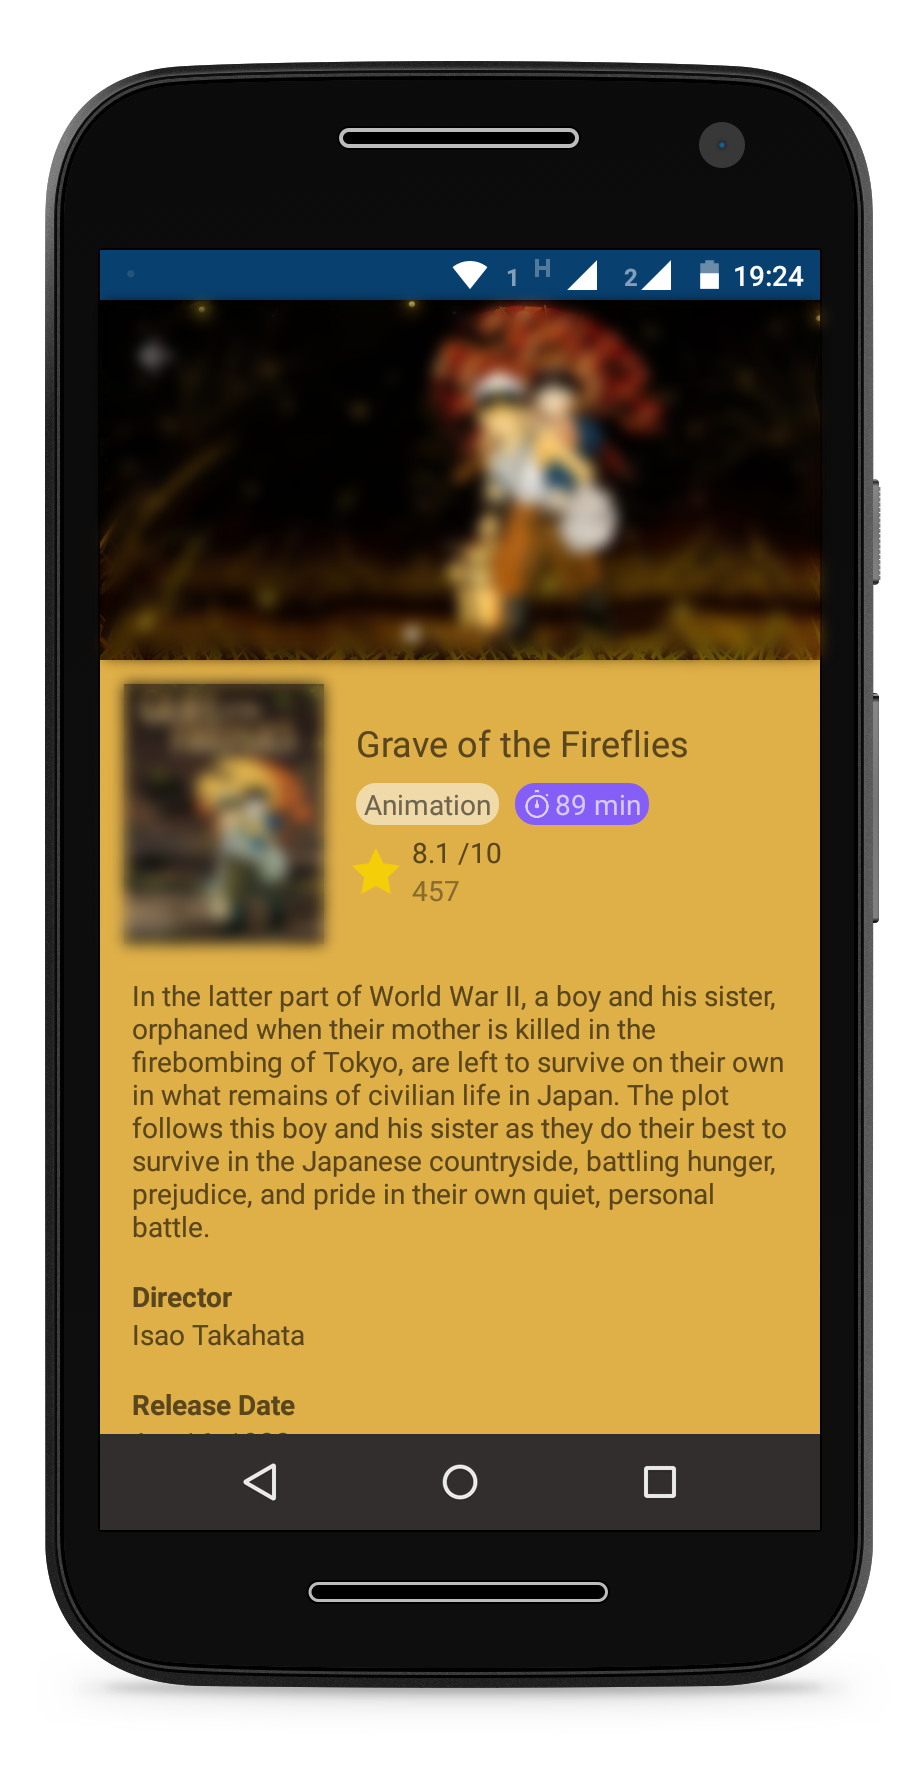 1 H 2 19:24
Grave of the Fireflies
Animation 89 min
8.1 /10
457
In the latter part of World War II, a boy and his sister,
orphaned when their mother is killed in the
firebombing of Tokyo, are left to survive on their own
in what remains of civilian life in Japan. The plot
follows this boy and his sister as they do their best to
survive in the Japanese countryside, battling hunger,
prejudice, and pride in their own quiet, personal
battle.
Director
Isao Takahata
Release Date